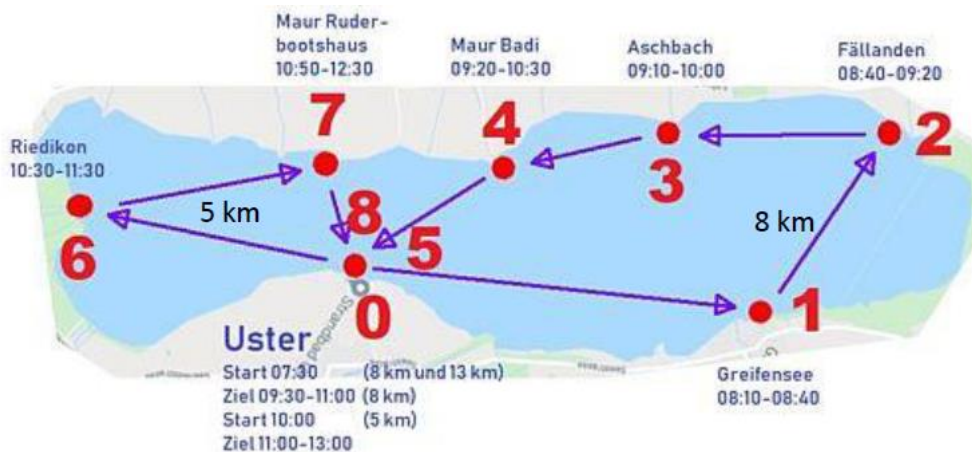 Maur Ruder-
bootshaus
10:50-12:30
Maur Badi
09:20-10:30
Aschbach
09:10-10:00
Fällanden
08:40-09:20
7
4
3
2
Riedikon
10:30-11:30
6
5 km
8
5
0
8 km
1
Strandbad
Uster
Start 07:30 (8 km und 13 km)
Ziel 09:30-11:00 (8 km)
Start 10:00 (5 km)
Ziel 11:00-13:00
Greifensee
08:10-08:40